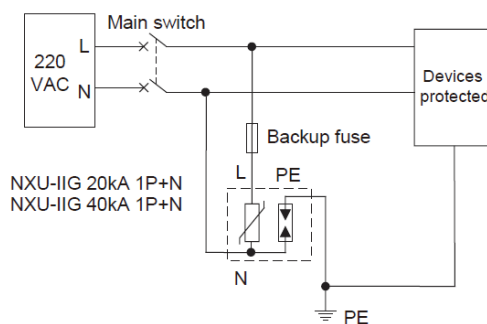 Main switch
220
VAC
L
N
Devices
protected
Backup fuse
L
PE
NXU-IIG 20kA 1P+N
NXU-IIG 40kA 1P+N
N
PE